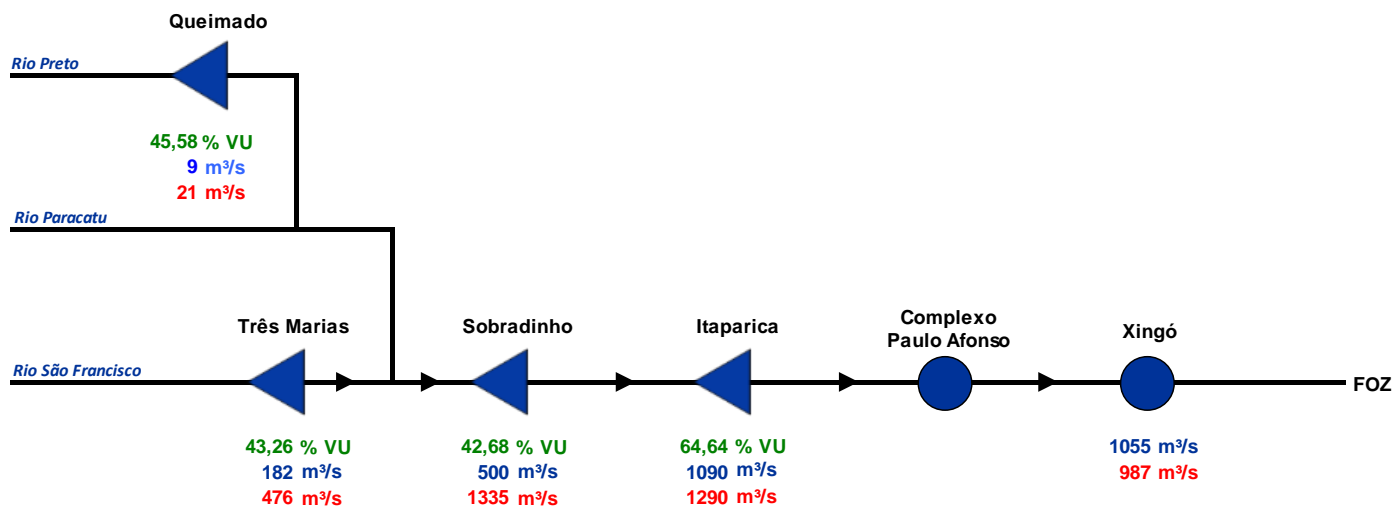 Queimado
Rio Preto
45,58 % VU
9 m³/s
21 m³/s
Rio Paracatu
Três Marias
Sobradinho
Itaparica
Complexo
Paulo Afonso
Xingó
Rio São Francisco
FOZ
43,26 % VU
182 m³/s
476 m³/s
42,68 % VU
500 m³/s
1335 m³/s
64,64 % VU
1090 m³/s
1290 m³/s
1055 m³/s
987 m³/s